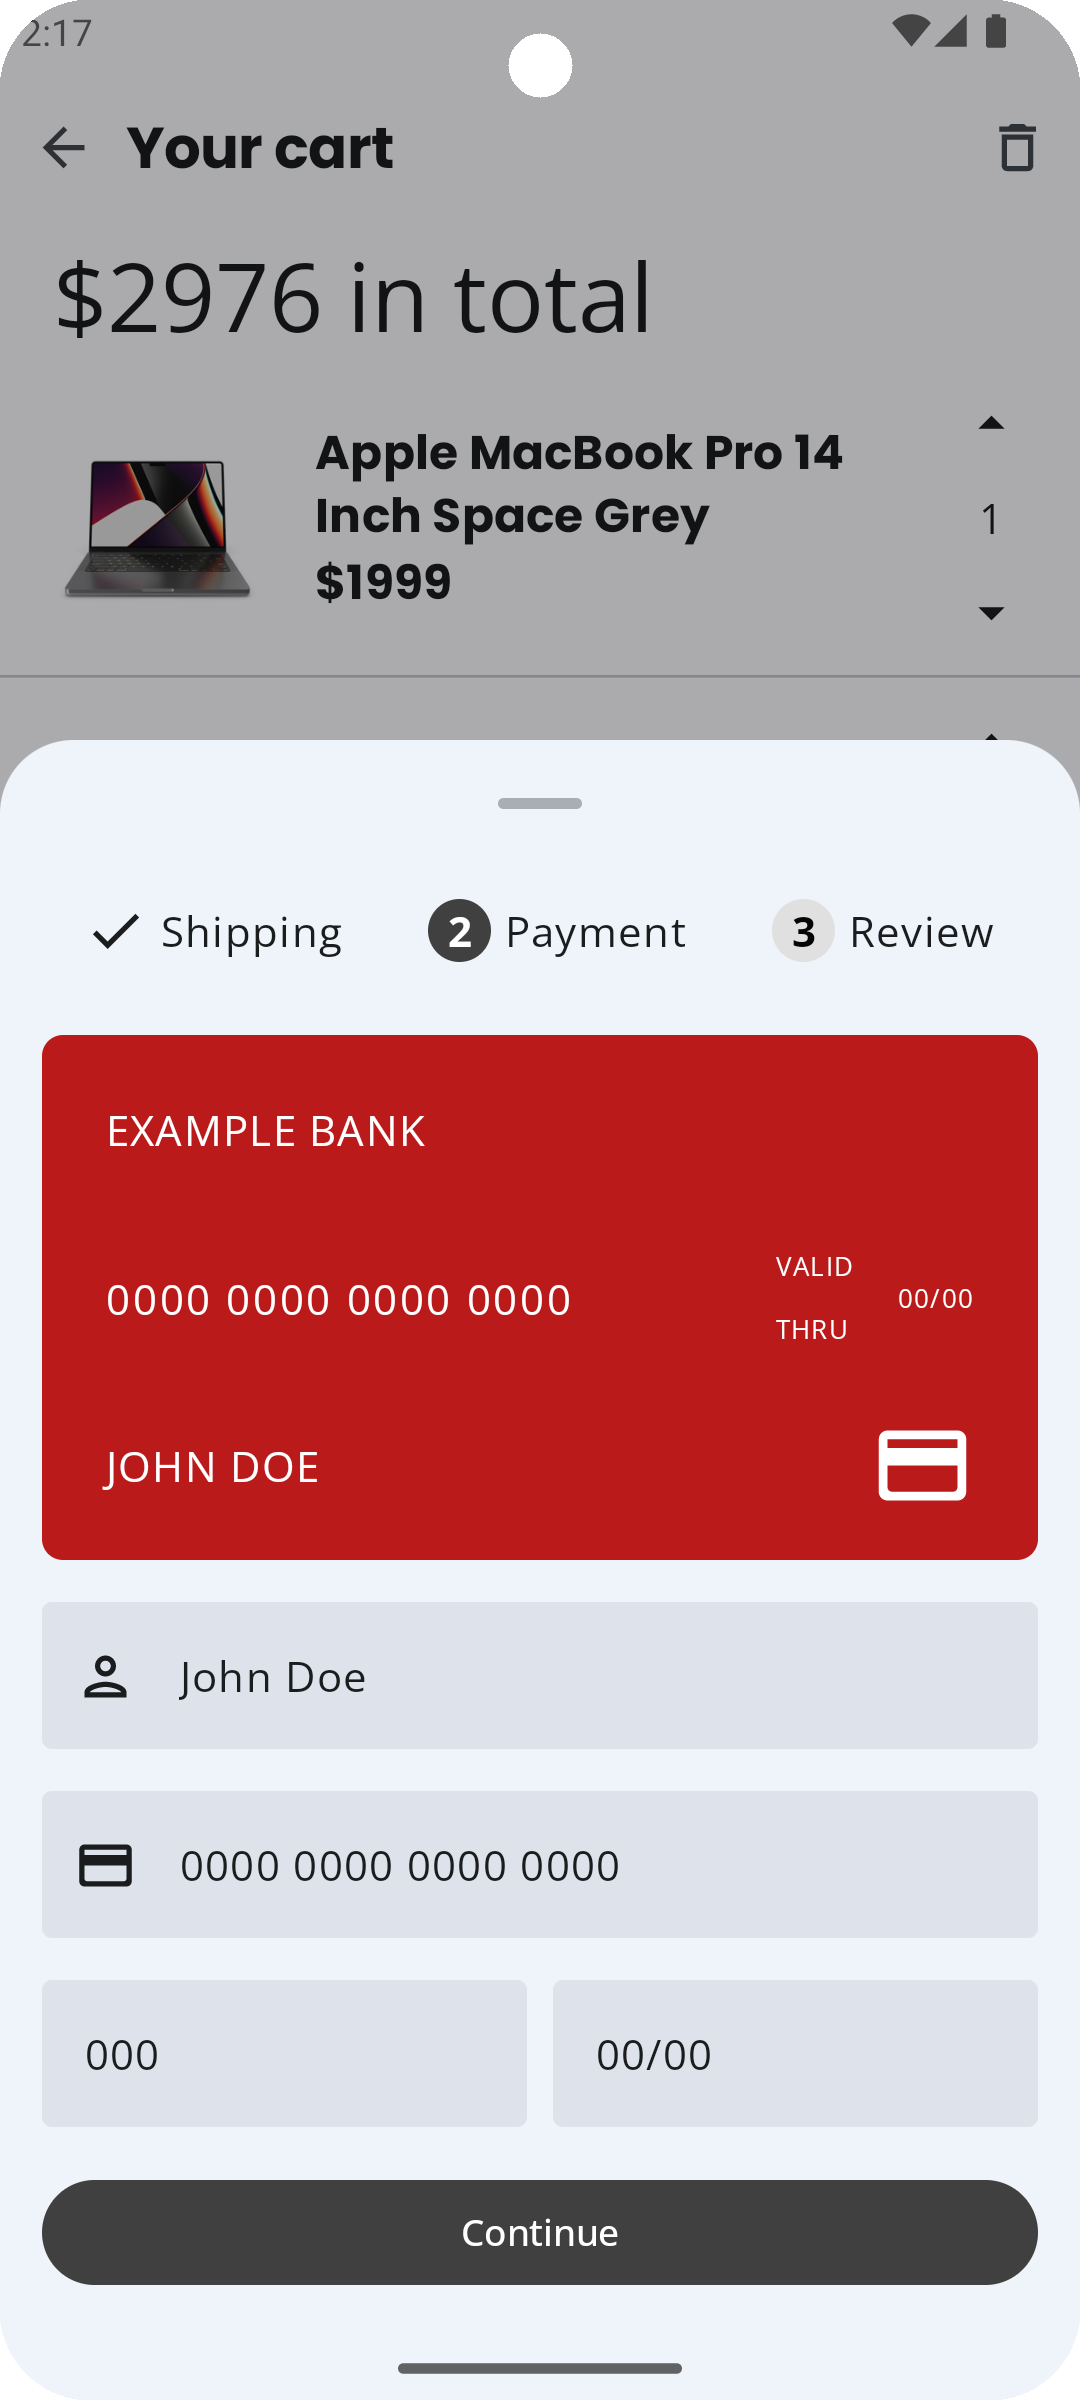 2:17
Your cart
$2976 in total
Apple MacBook Pro 14
Inch Space Grey
$1999
1
Shipping
2 Payment
3 Review
EXAMPLE BANK
0000 0000 0000 0000
VALID
THRU
00/00
JOHN DOE
John Doe
0000 0000 0000 0000
000
00/00
Continue